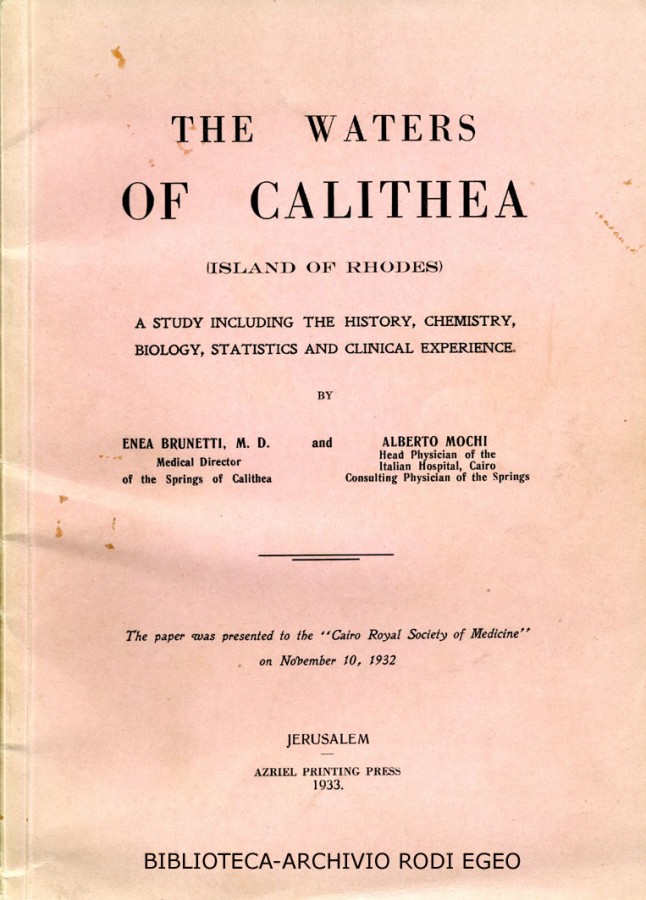 THE WATERS
OF CALITHEA
(ISLAND OF RHODES)
A STUDY INCLUDING THE HISTORY, CHEMISTRY,
BIOLOGY, STATISTICS AND CLINICAL EXPERIENCE.
BY
ENEA BRUNETTI, M. D.
Medical Director
of the Springs of Calithea
and
ALBERTO MOCHI
Head Physician of the
Italian Hospital, Cairo
Consulting Physician of the Springs
The paper was presented to the "Cairo Royal Society of Medicine"
on November 10, 1932
JERUSALEM
AZRIEL PRINTING PRESS
1933.
BIBLIOTECA-ARCHIVIO RODI EGEO